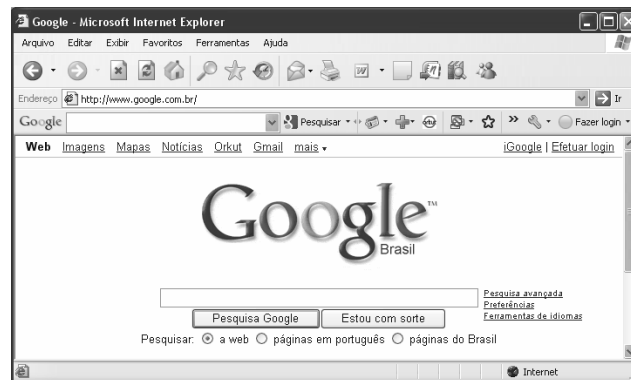 Google - Microsoft Internet Explorer
Arquivo Editar Exibir Favoritos Ferramentas Ajuda
Endereço http://www.google.com.br/ Ir
Google Pesquisar Fazer login
Web Imagens Mapas Notícias Orkut Gmail mais iGoogle | Efetuar login
Google™
Brasil
Pesquisa avançada
Preferências
Pesquisa Google Estou com sorte Ferramentas de idiomas
Pesquisar: a web páginas em português páginas do Brasil
Internet